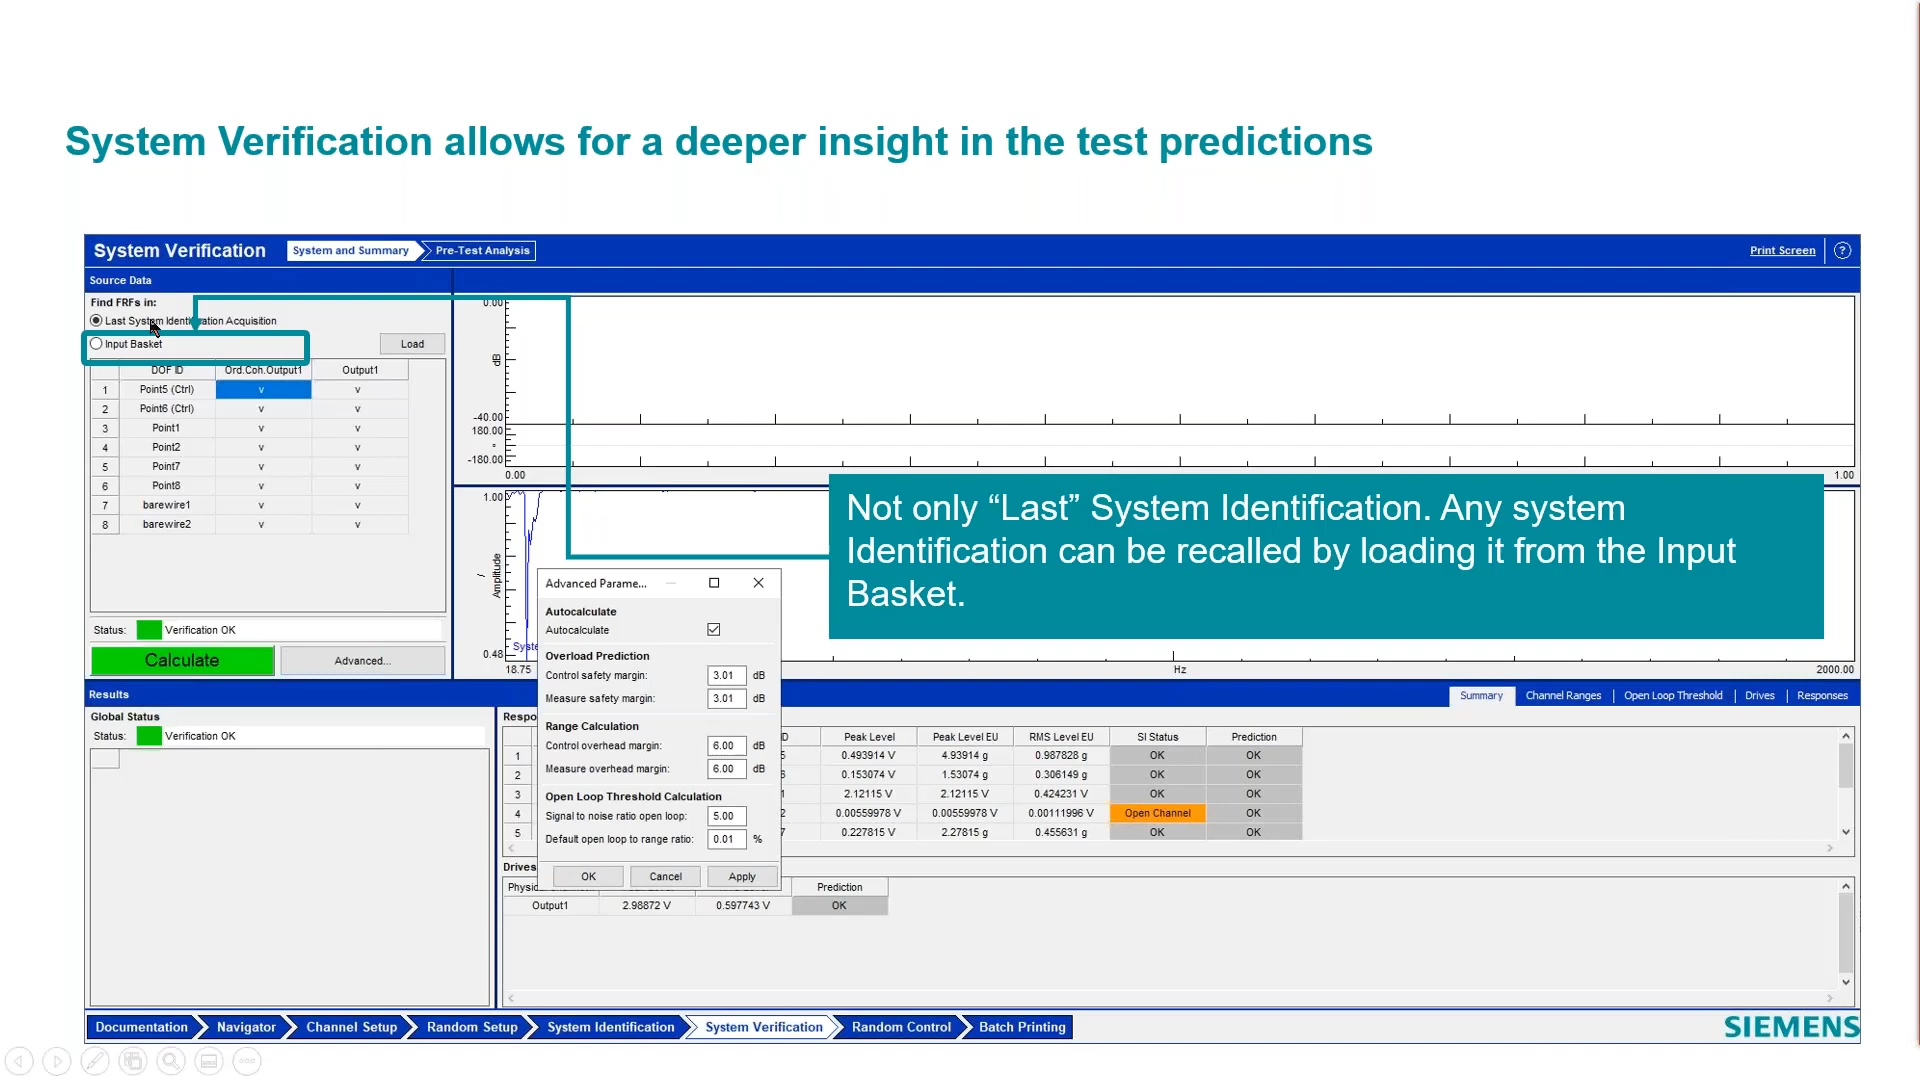 System Verification allows for a deeper insight in the test predictions
System Verification
System and Summary
Pre-Test Analysis
Print Screen
?
Source Data
Find FRFs in:
Last System Identification Acquisition
Input Basket
Load
DOF ID Ord.Coh.Output1 Output1
1 Point5 (Ctrl) v v
2 Point6 (Ctrl) v v
3 Point1 v v
4 Point2 v v
5 Point7 v v
6 Point8 v v
7 barewire1 v v
8 barewire2 v v
Status: Verification OK
Calculate
Advanced...
0.00
dB
-40.00
180.00
°
-180.00
0.00
1.00
1.00
/
Amplitude
0.48
18.75
Hz
2000.00
Not only “Last” System Identification. Any system
Identification can be recalled by loading it from the Input
Basket.
Advanced Parame...
Autocalculate
Autocalculate
Overload Prediction
Control safety margin: 3.01 dB
Measure safety margin: 3.01 dB
Range Calculation
Control overhead margin: 6.00 dB
Measure overhead margin: 6.00 dB
Open Loop Threshold Calculation
Signal to noise ratio open loop: 5.00
Default open loop to range ratio: 0.01 %
OK Cancel Apply
Results
Summary Channel Ranges Open Loop Threshold Drives Responses
Global Status
Status: Verification OK
Peak Level Peak Level EU RMS Level EU SI Status Prediction
1 0.493914 V 4.93914 g 0.987828 g OK OK
2 0.153074 V 1.53074 g 0.306149 g OK OK
3 2.12115 V 2.12115 V 0.424231 V OK OK
4 0.00559978 V 0.00559978 V 0.00111996 V Open Channel OK
5 0.227815 V 2.27815 g 0.455631 g OK OK
Drives
Prediction
Output1 2.98872 V 0.597743 V OK
Documentation Navigator Channel Setup Random Setup System Identification System Verification Random Control Batch Printing
SIEMENS